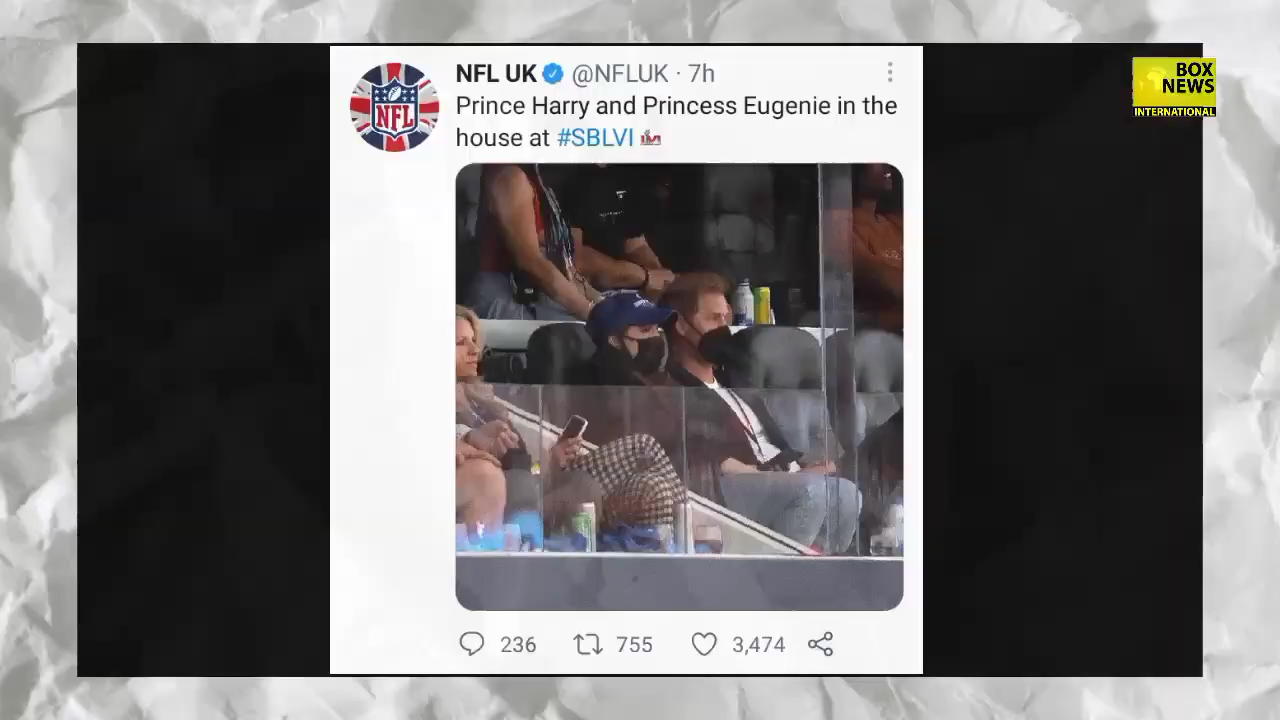 NFL UK @NFLUK · 7h
Prince Harry and Princess Eugenie in the
house at #SBLVI
NFL
236 755 3,474
BOX
NEWS
INTERNATIONAL